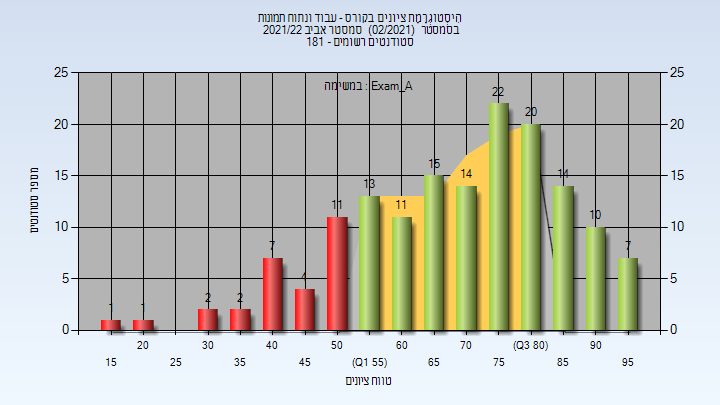 היסטוגרמת ציונים בקורס - עבוד ונתוח תמונות
בסמסטר (02/2021) סמסטר אביב 2021/22
סטודנטים רשומים - 181
במשימה : Exam_A
25 25
22
20 20 20
15 15 15
14 14
13
11 11
10 10 10
7 7
5 5
4
2 2
1 1
0 0
מספר סטודנטים
20 30 40 50 60 70 (Q3 80) 90
15 25 35 45 (Q1 55) 65 75 85 95
טווח ציונים